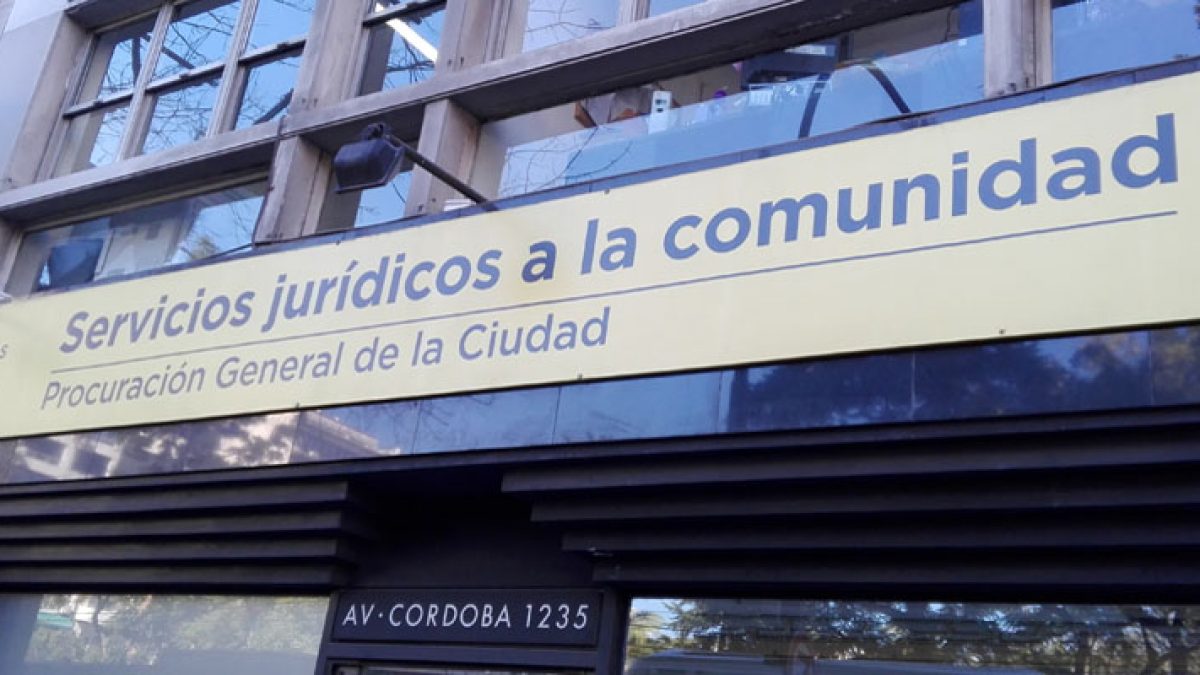 Servicios jurídicos a la comunidad
Procuración General de la Ciudad
AV · CORDOBA 1235